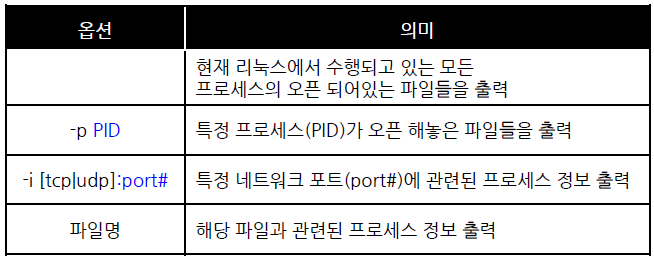 옵션 의미
현재 리눅스에서 수행되고 있는 모든
프로세스의 오픈 되어있는 파일들을 출력
-p PID 특정 프로세스(PID)가 오픈 해놓은 파일들을 출력
-i [tcp|udp]:port# 특정 네트워크 포트(port#)에 관련된 프로세스 정보 출력
파일명 해당 파일과 관련된 프로세스 정보 출력